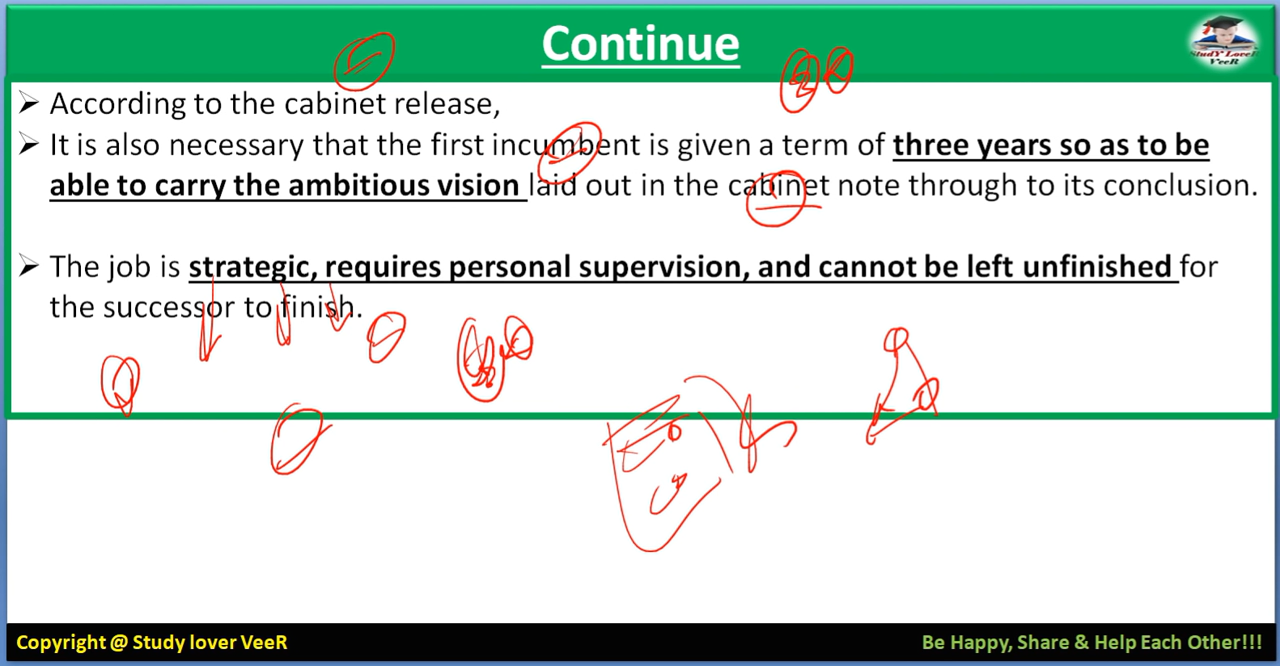 Continue
StudY LoveR
VeeR
➢ According to the cabinet release,
➢ It is also necessary that the first incumbent is given a term of three years so as to be
able to carry the ambitious vision laid out in the cabinet note through to its conclusion.
➢ The job is strategic, requires personal supervision, and cannot be left unfinished for
the successor to finish.
Copyright @ Study lover VeeR
Be Happy, Share & Help Each Other!!!